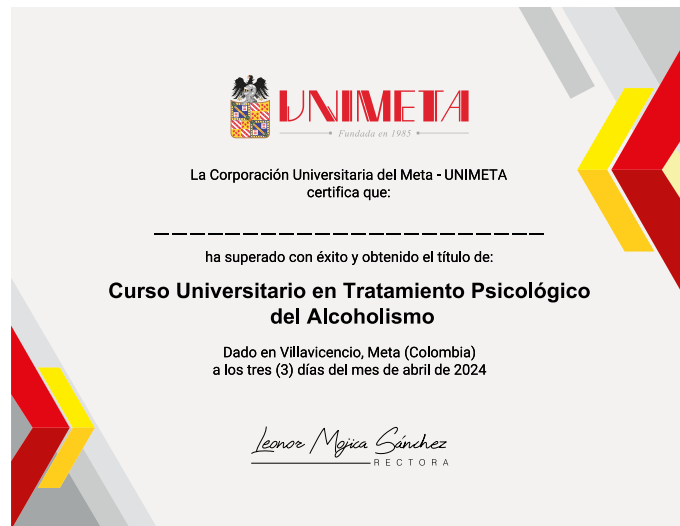 UNIMETA
Fundada en 1985
La Corporación Universitaria del Meta - UNIMETA
certifica que:
ha superado con éxito y obtenido el título de:
Curso Universitario en Tratamiento Psicológico
del Alcoholismo
Dado en Villavicencio, Meta (Colombia)
a los tres (3) días del mes de abril de 2024
Leonor Mojica Sánchez
RECTORA